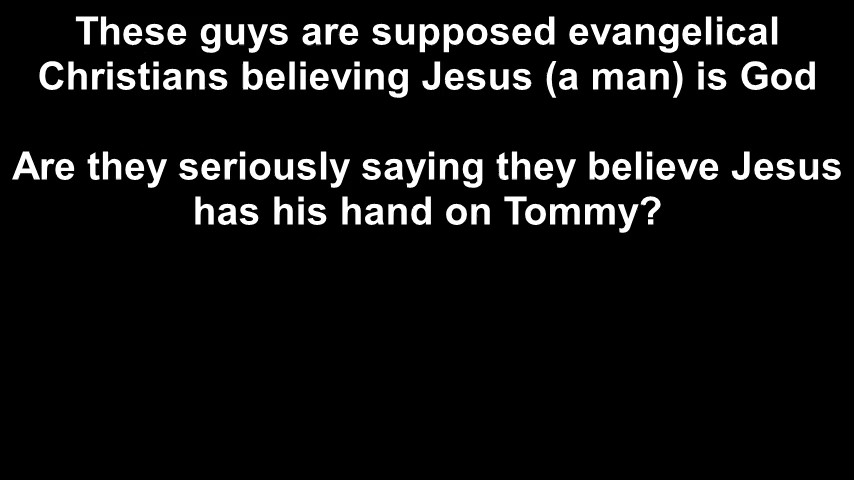 These guys are supposed evangelical
Christians believing Jesus (a man) is God
Are they seriously saying they believe Jesus
has his hand on Tommy?